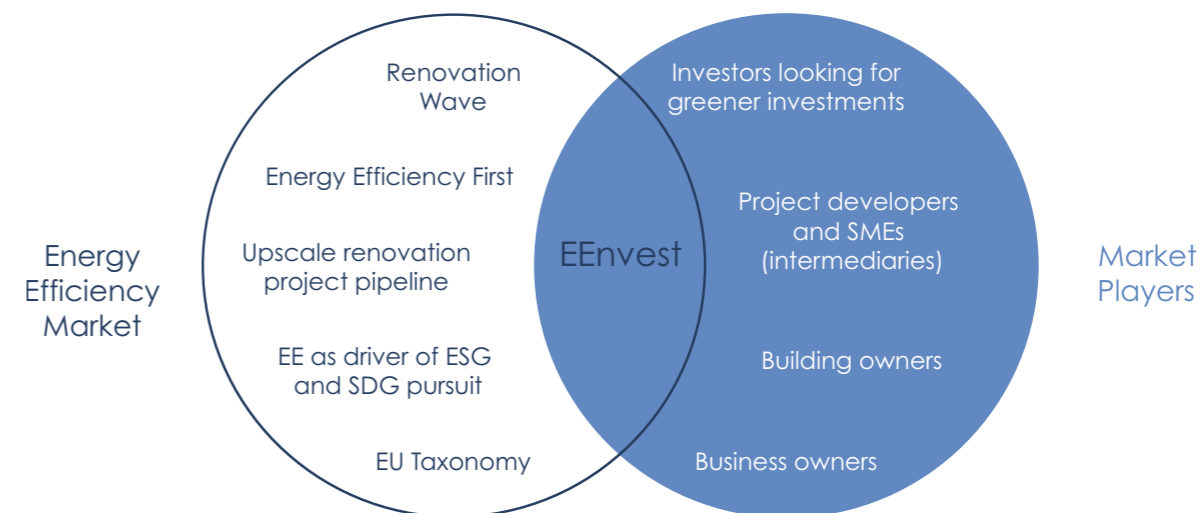 Energy
Efficiency
Market
Renovation
Wave
Energy Efficiency First
Upscale renovation
project pipeline
EE as driver of ESG
and SDG pursuit
EU Taxonomy
EEnvest
Investors looking for
greener investments
Project developers
and SMEs
(intermediaries)
Building owners
Business owners
Market
Players